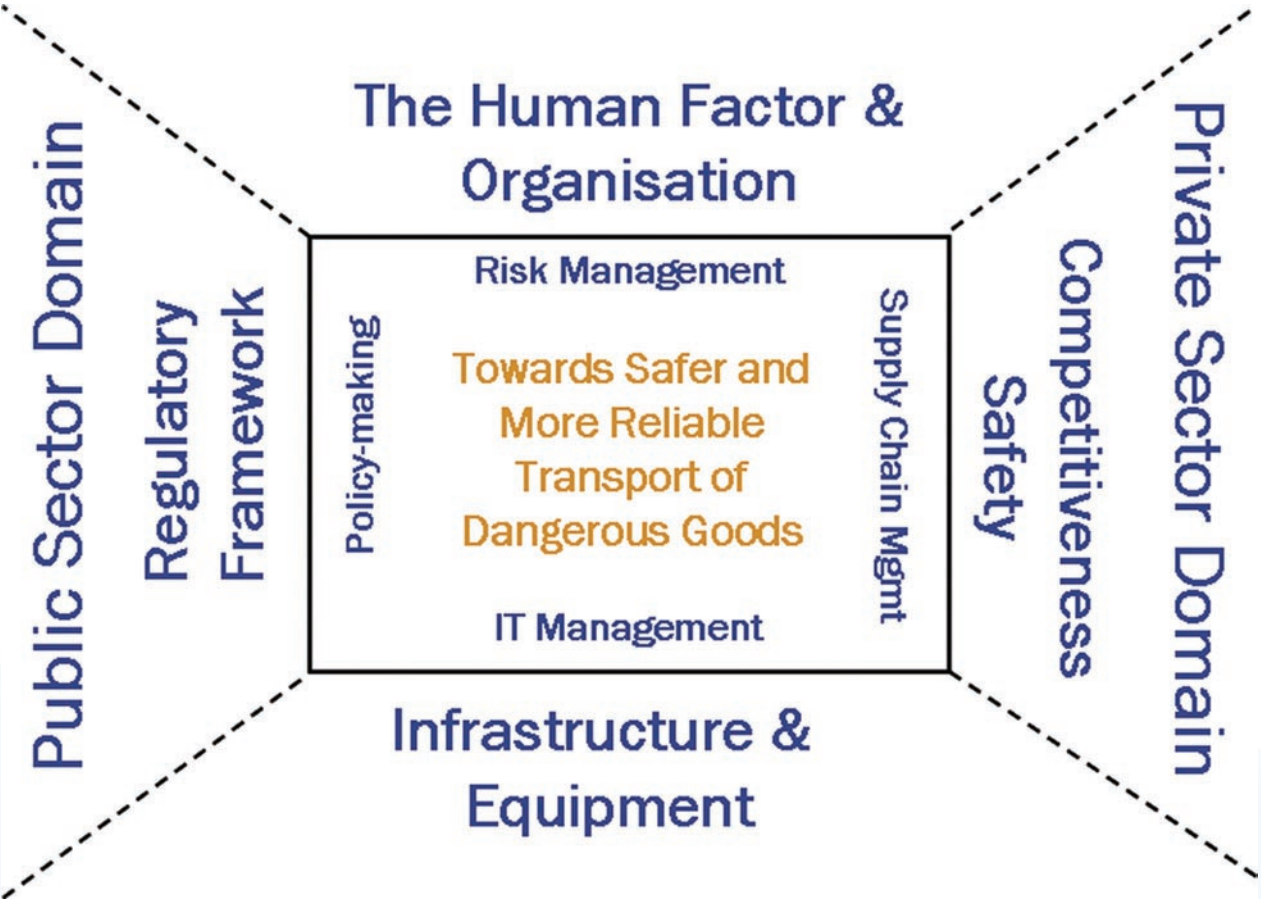 The Human Factor &
Organisation
Public Sector Domain
Regulatory
Framework
Policy-making
Risk Management
Towards Safer and
More Reliable
Transport of
Dangerous Goods
IT Management
Supply Chain Mgmt
Safety
Competitiveness
Private Sector Domain
Infrastructure &
Equipment